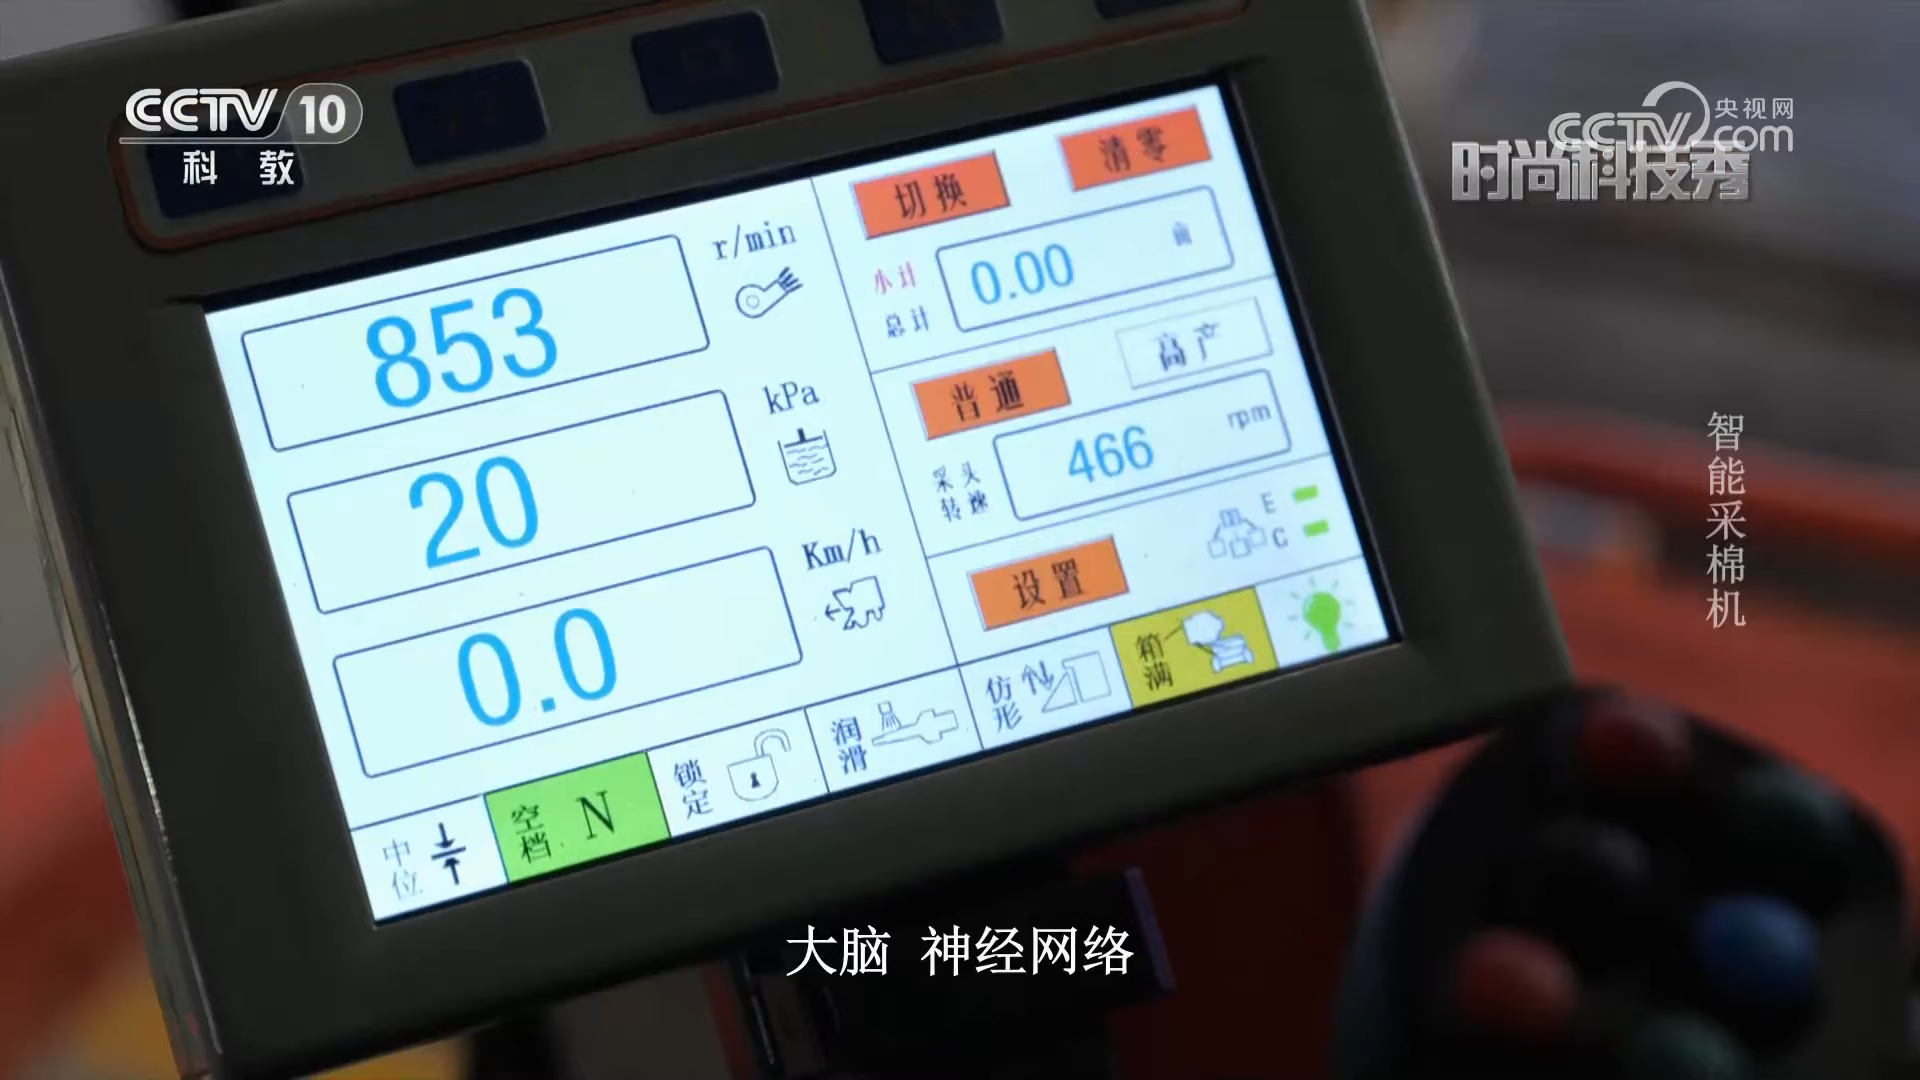 CCTV 10
科 教
央视网
CCTV.com
时尚科技秀
853
r/min
20
kPa
0.0
Km/h
切换
清零
小计
总计
0.00
亩
普通
高产
采头
转速
466
rpm
设置
E
C
中位
空档 N
锁定
润滑
仿形
箱满
智能采棉机
大脑 神经网络